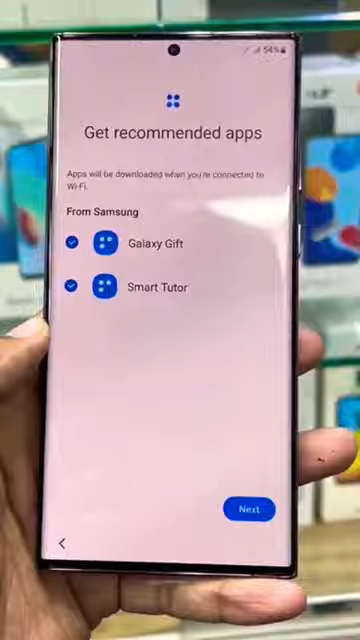 54%
Get recommended apps
Apps will be downloaded when you're connected to
Wi-Fi.
From Samsung
Galaxy Gift
Smart Tutor
Next